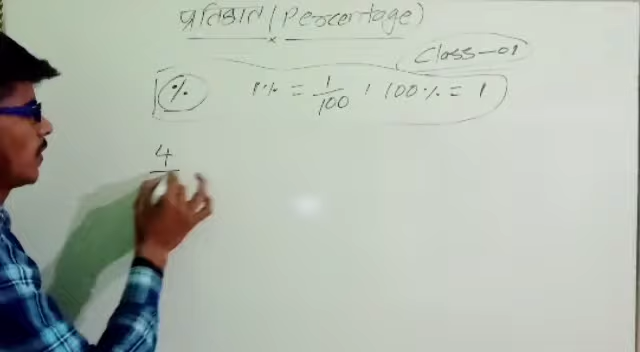 प्रतिशत (Percentage)
Class-01
% 1% = 1/100, 100% = 1
4